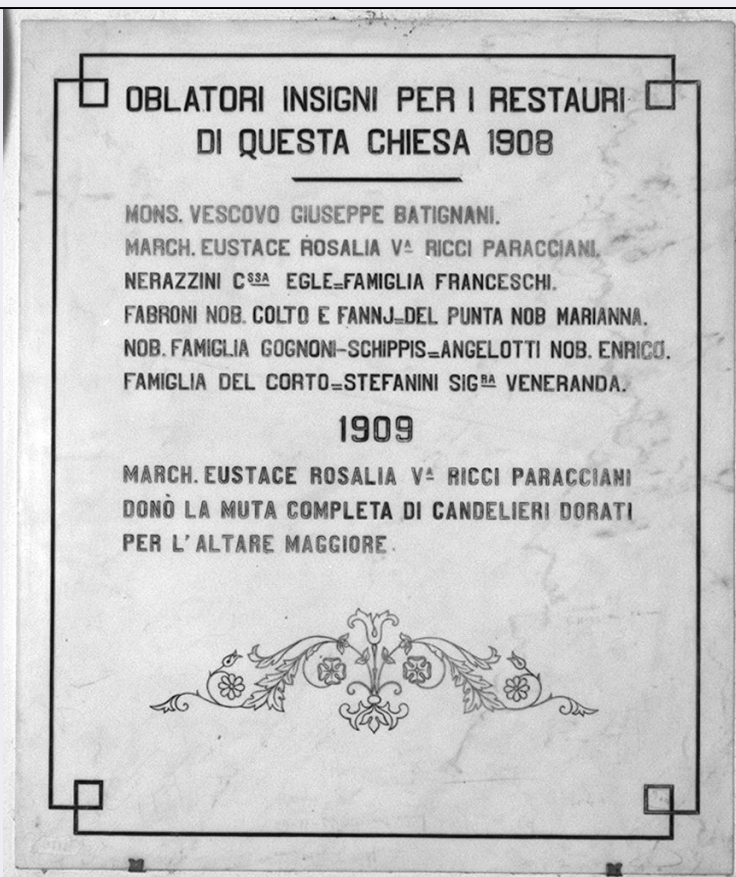 OBLATORI INSIGNI PER I RESTAURI
DI QUESTA CHIESA 1908
MONS. VESCOVO GIUSEPPE BATIGNANI.
MARCH. EUSTACE ROSALIA Vᴬ RICCI PARACCIANI.
NERAZZINI Cˢˢᴬ EGLE=FAMIGLIA FRANCESCHI.
FABRONI NOB. COLTO E FANNJ=DEL PUNTA NOB MARIANNA.
NOB. FAMIGLIA GOGNONI-SCHIPPIS=ANGELOTTI NOB. ENRICO.
FAMIGLIA DEL CORTO=STEFANINI SIGᴿᴬ VENERANDA.
1909
MARCH. EUSTACE ROSALIA Vᴬ RICCI PARACCIANI
DONÒ LA MUTA COMPLETA DI CANDELIERI DORATI
PER L'ALTARE MAGGIORE.